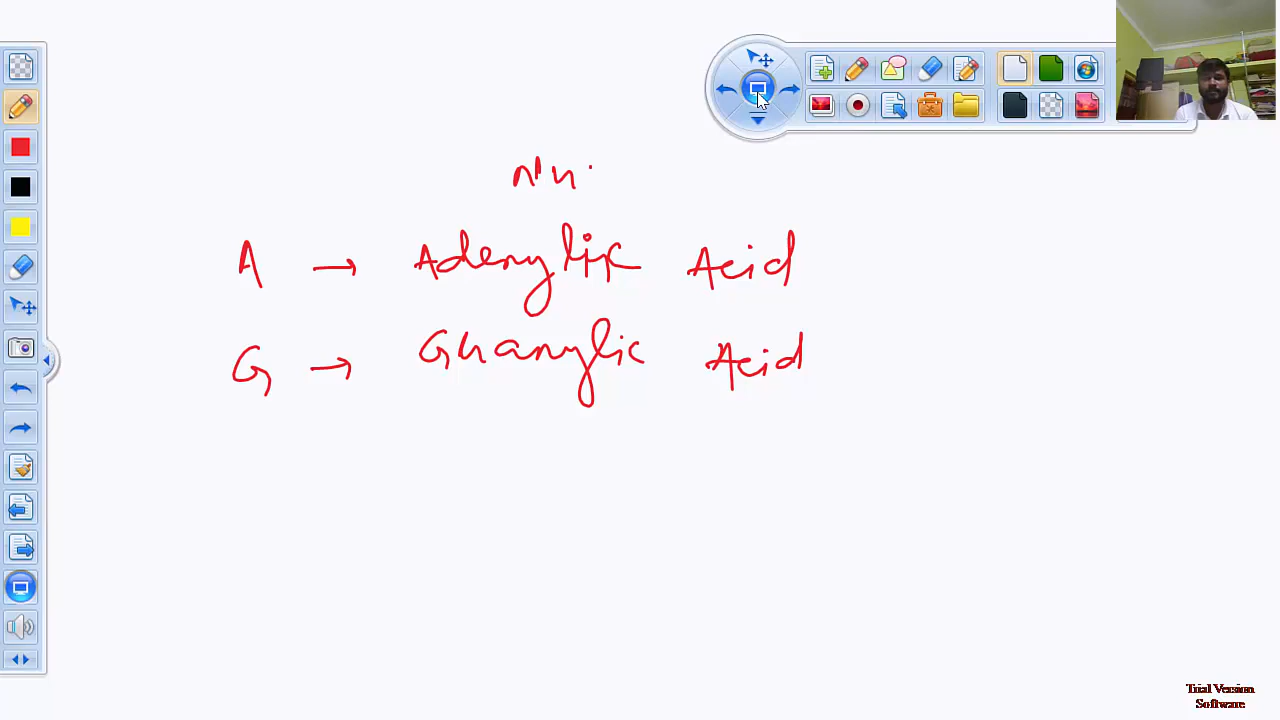 A → Adenylic Acid
G → Guanylic Acid
Trial Version
Software